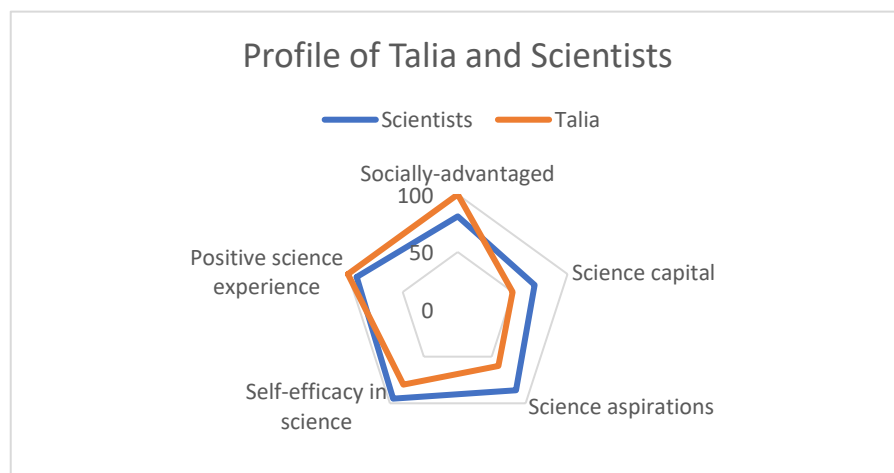 Profile of Talia and Scientists
Scientists Talia
Socially-advantaged
100
50
0
Positive science
experience
Science capital
Self-efficacy in
science
Science aspirations